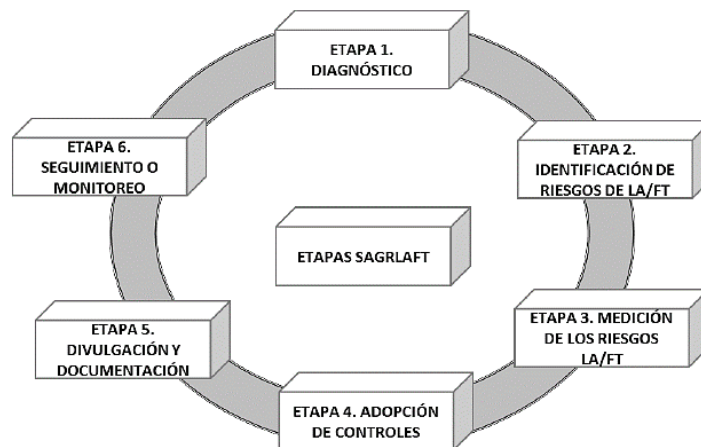 ETAPA 1.
DIAGNÓSTICO
ETAPA 2.
IDENTIFICACIÓN DE
RIESGOS DE LA/FT
ETAPA 3. MEDICIÓN
DE LOS RIESGOS
LA/FT
ETAPA 4. ADOPCIÓN
DE CONTROLES
ETAPA 5.
DIVULGACIÓN Y
DOCUMENTACIÓN
ETAPA 6.
SEGUIMIENTO O
MONITOREO
ETAPAS SAGRLAFT